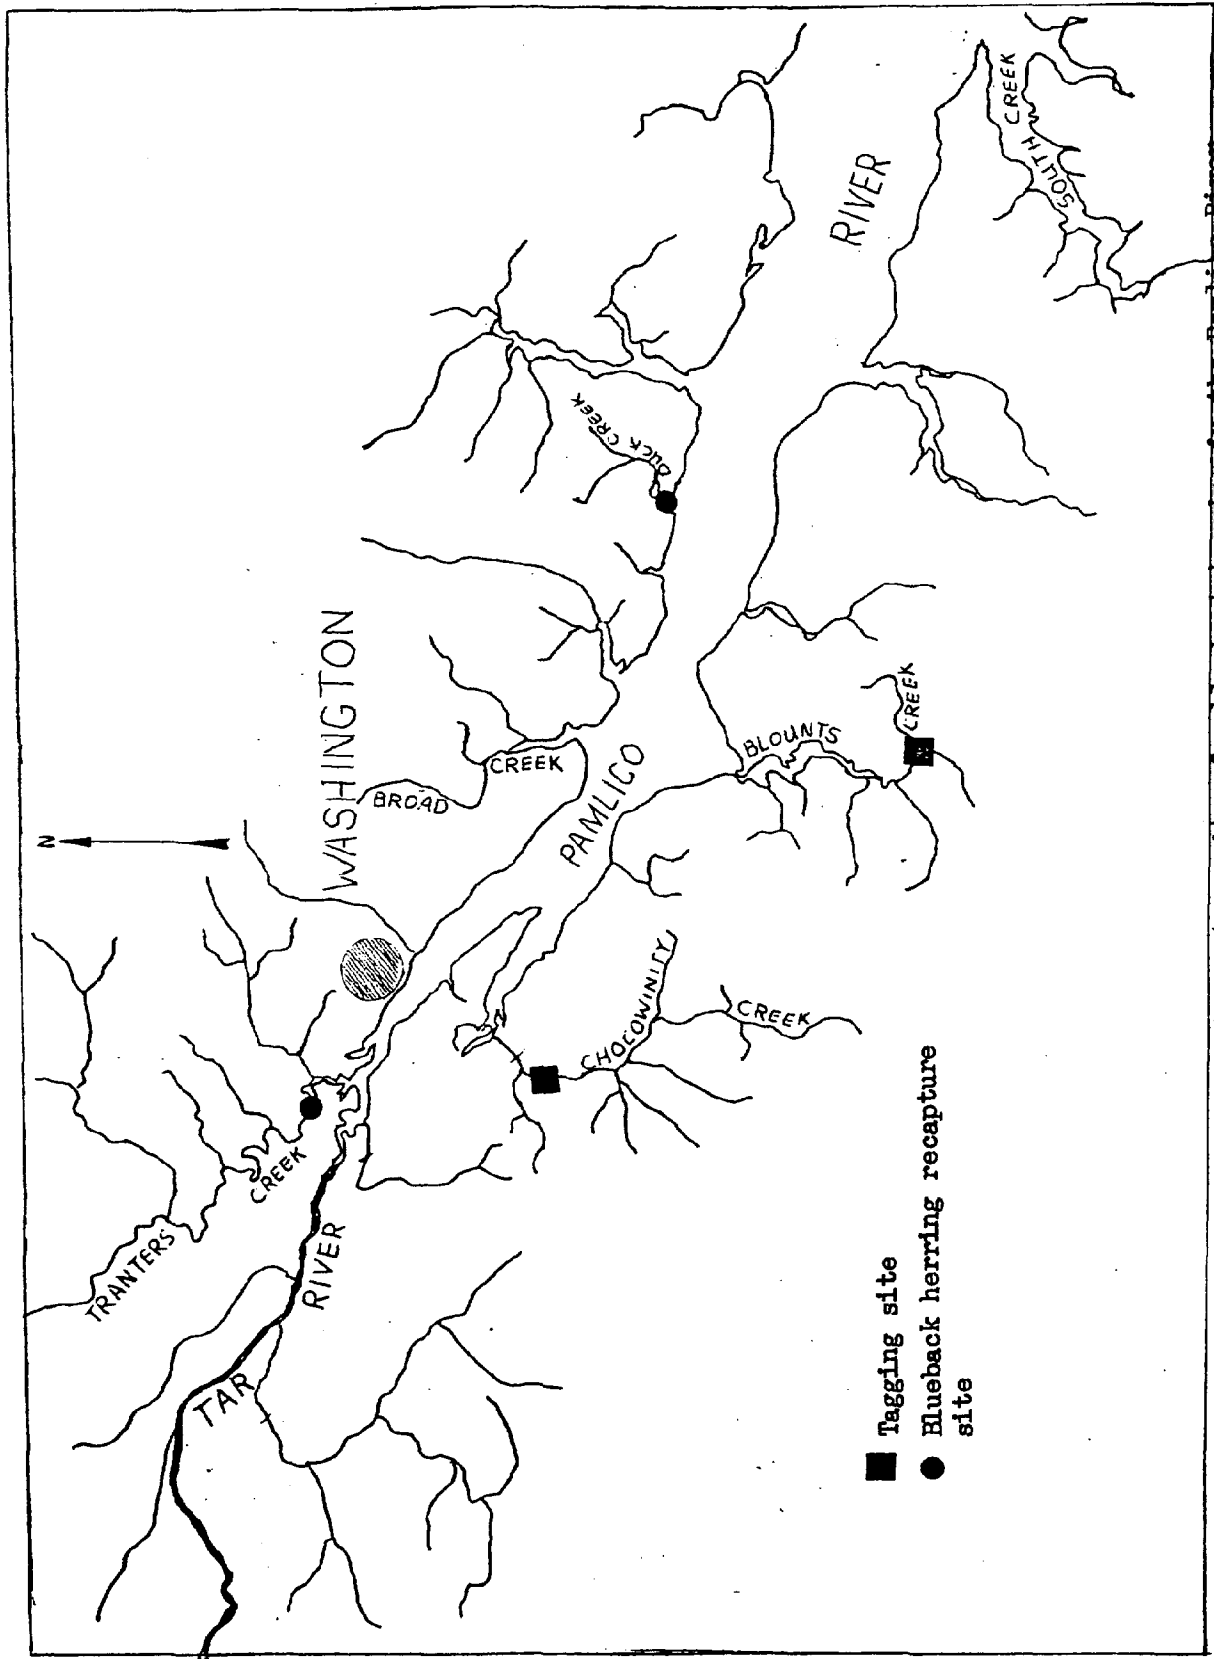 N
WASHINGTON
TRANTERS
CREEK
TAR
RIVER
BROAD
CREEK
DUCK CREEK
PAMLICO
RIVER
CHOCOWINITY
CREEK
BLOUNTS
CREEK
SOUTH CREEK
Tagging site
Blueback herring recapture
site